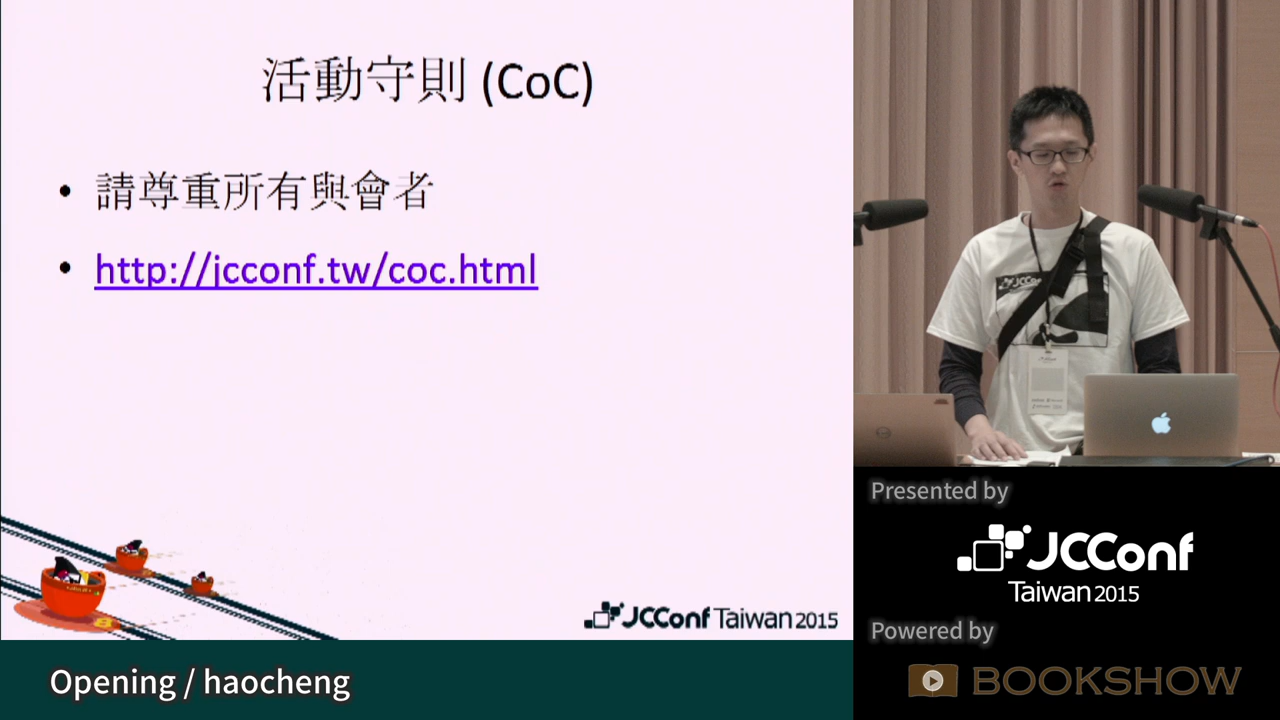 活動守則 (CoC)
• 請尊重所有與會者
• http://jcconf.tw/coc.html
JCConf Taiwan 2015
Opening / haocheng
JCConf
Presented by
JCConf
Taiwan 2015
Powered by
BOOKSHOW